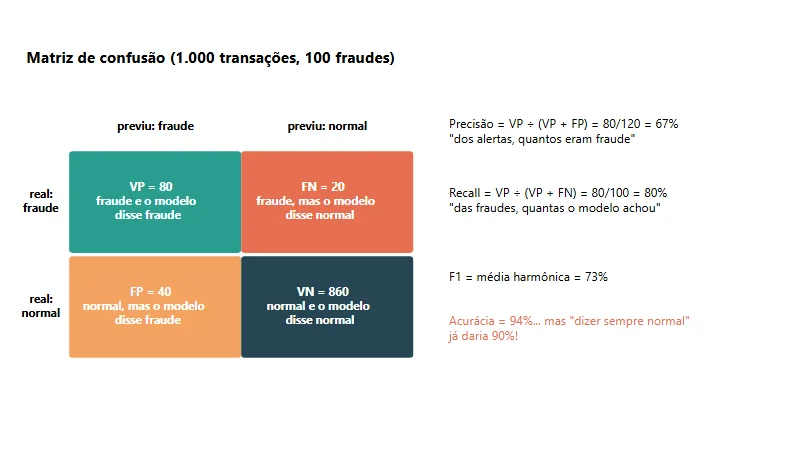 Matriz de confusão (1.000 transações, 100 fraudes)
previu: fraude
previu: normal
real:
fraude
VP = 80
fraude e o modelo
disse fraude
FN = 20
fraude, mas o modelo
disse normal
real:
normal
FP = 40
normal, mas o modelo
disse fraude
VN = 860
normal e o modelo
disse normal
Precisão = VP ÷ (VP + FP) = 80/120 = 67%
"dos alertas, quantos eram fraude"
Recall = VP ÷ (VP + FN) = 80/100 = 80%
"das fraudes, quantas o modelo achou"
F1 = média harmônica = 73%
Acurácia = 94%... mas "dizer sempre normal"
já daria 90%!